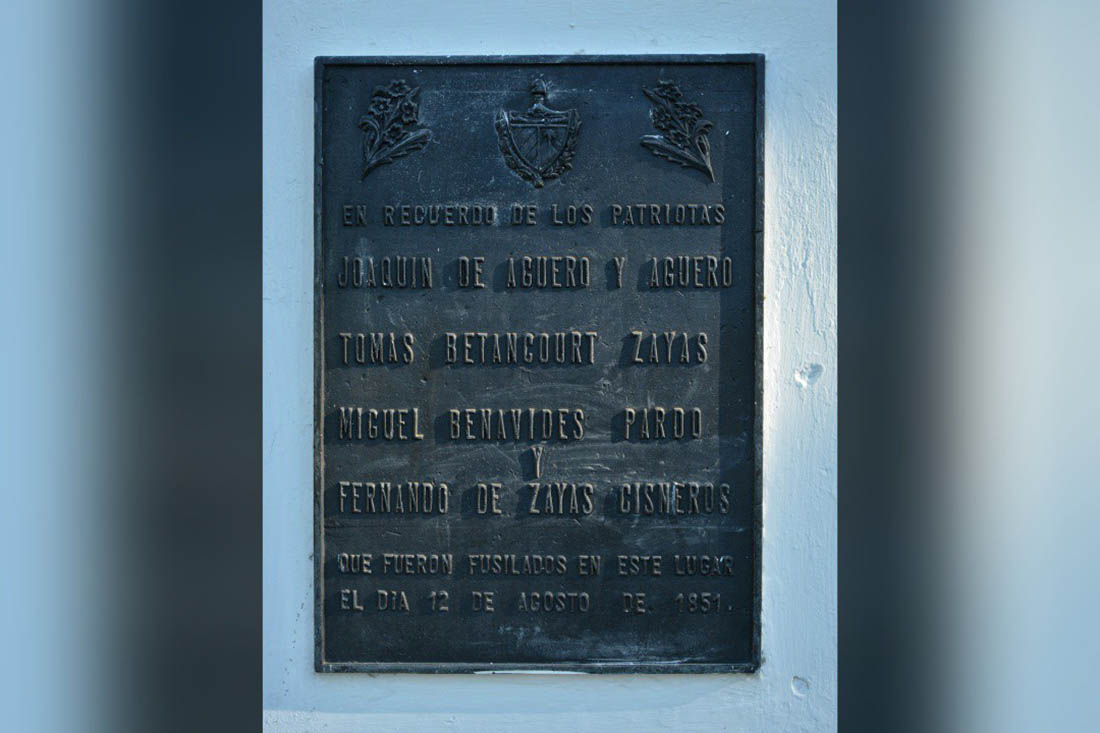 EN RECUERDO DE LOS PATRIOTAS
JOAQUIN DE AGUERO Y AGUERO
TOMAS BETANCOURT ZAYAS
MIGUEL BENAVIDES PARDO
Y
FERNANDO DE ZAYAS CISNEROS
QUE FUERON FUSILADOS EN ESTE LUGAR
EL DIA 12 DE AGOSTO DE. 1851.